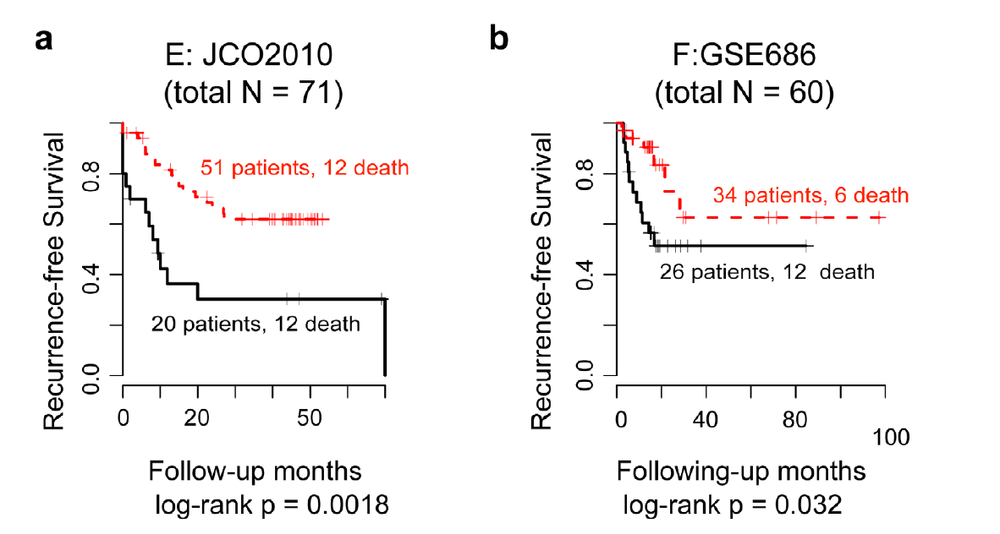 a
E: JCO2010
(total N = 71)
Recurrence-free Survival
0.8
0.4
0.0
51 patients, 12 death
20 patients, 12 death
0
20
50
Follow-up months
log-rank p = 0.0018
b
F:GSE686
(total N = 60)
Recurrence-free Survival
0.8
0.4
0.0
34 patients, 6 death
26 patients, 12 death
0
40
80
100
Following-up months
log-rank p = 0.032